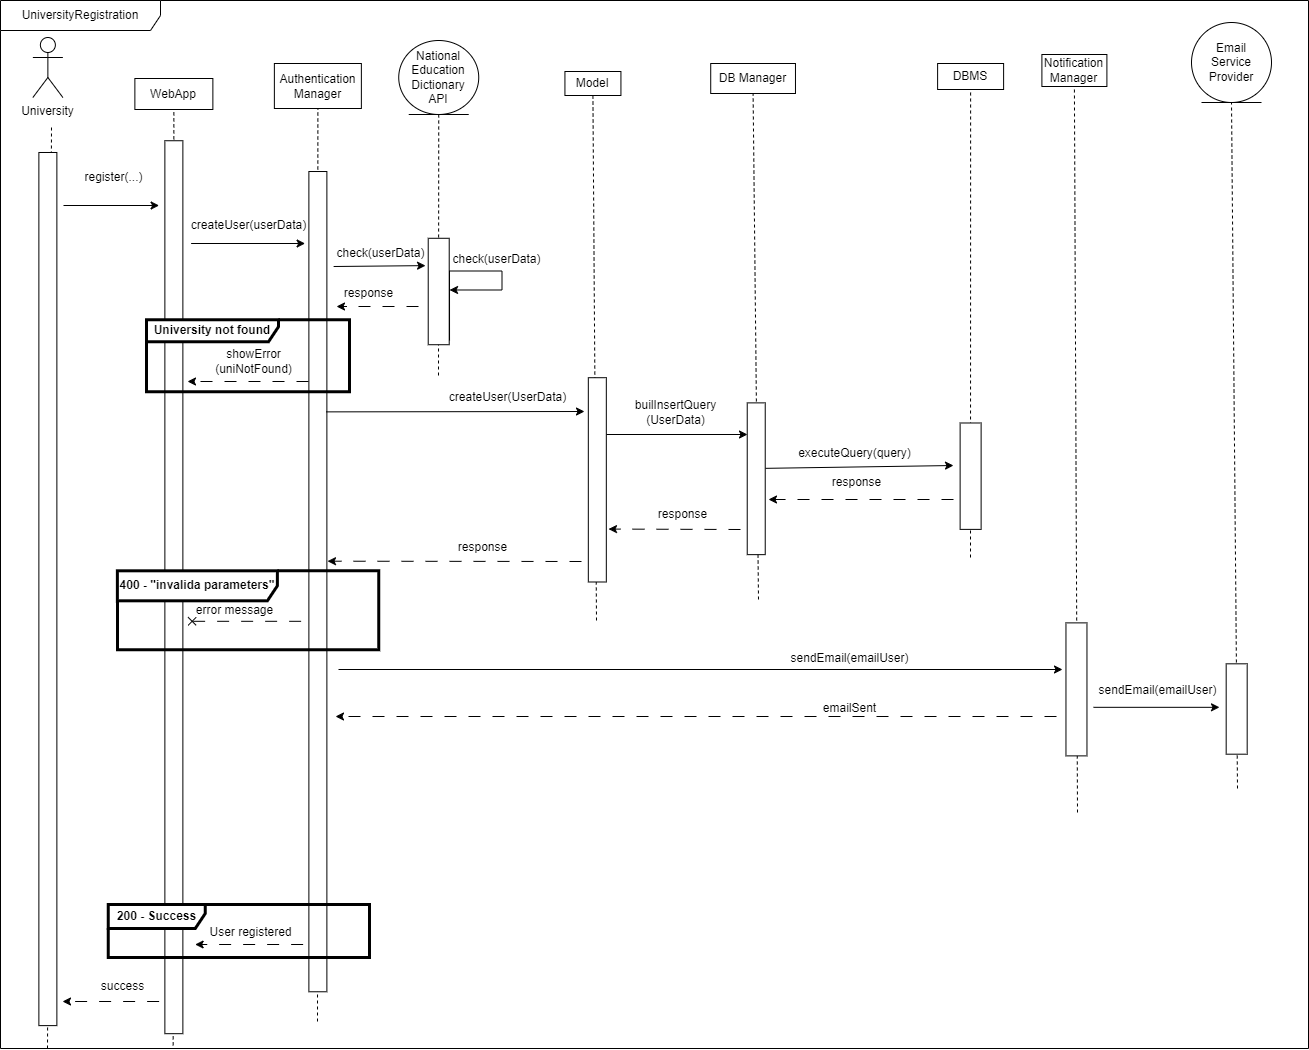 UniversityRegistration
University
WebApp
Authentication
Manager
National
Education
Dictionary
API
Model
DB Manager
DBMS
Notification
Manager
Email
Service
Provider
register(...)
createUser(userData)
check(userData)
check(userData)
response
University not found
showError
(uniNotFound)
createUser(UserData)
builInsertQuery
(UserData)
executeQuery(query)
response
response
response
400 - "invalida parameters"
error message
sendEmail(emailUser)
sendEmail(emailUser)
emailSent
200 - Success
User registered
success